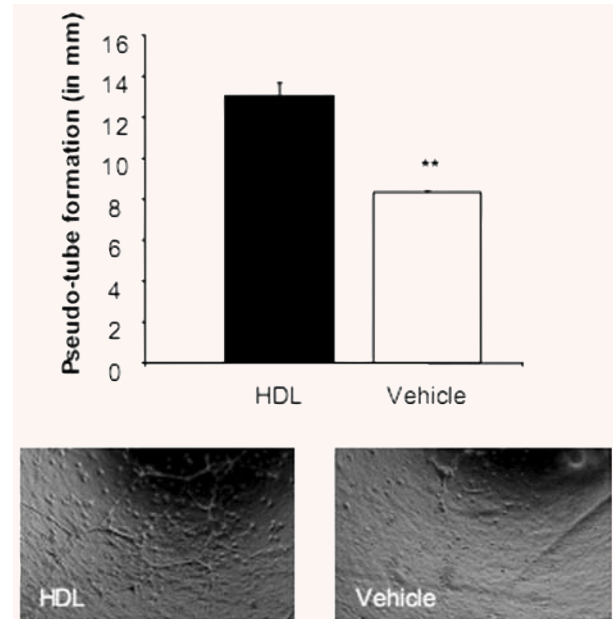 Pseudo-tube formation (in mm)
16
14
12
10
8
6
4
2
0
**
HDL
Vehicle
HDL
Vehicle